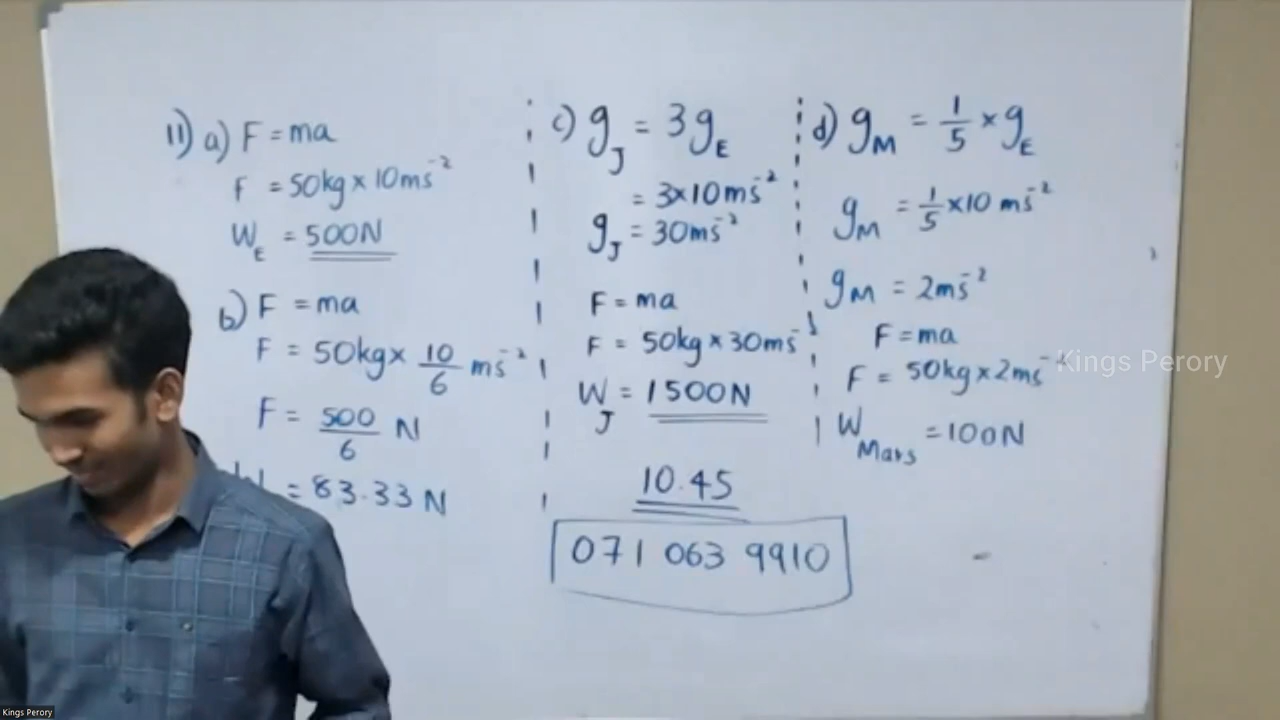 11) a) F = ma
F = 50kg × 10ms⁻²
W_E = 500N
b) F = ma
F = 50kg × 10/6 ms⁻²
F = 500/6 N
= 83.33 N
c) g_J = 3g_E
= 3×10ms⁻²
g_J = 30ms⁻²
F = ma
F = 50kg × 30ms⁻
W_J = 1500N
10.45
071 063 9910
d) g_M = 1/5 × g_E
g_M = 1/5 × 10 ms⁻²
g_M = 2ms⁻²
F = ma
F = 50kg × 2ms⁻
W_Mars = 100N
Kings Perory
Kings Perory